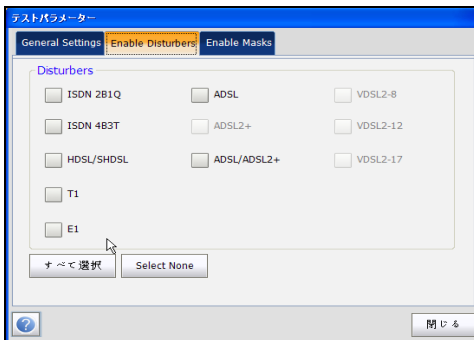 テストパラメーター
General Settings Enable Disturbers Enable Masks
Disturbers
ISDN 2B1Q ADSL VDSL2-8
ISDN 4B3T ADSL2+ VDSL2-12
HDSL/SHDSL ADSL/ADSL2+ VDSL2-17
T1
E1
すべて選択 Select None
? 閉じる